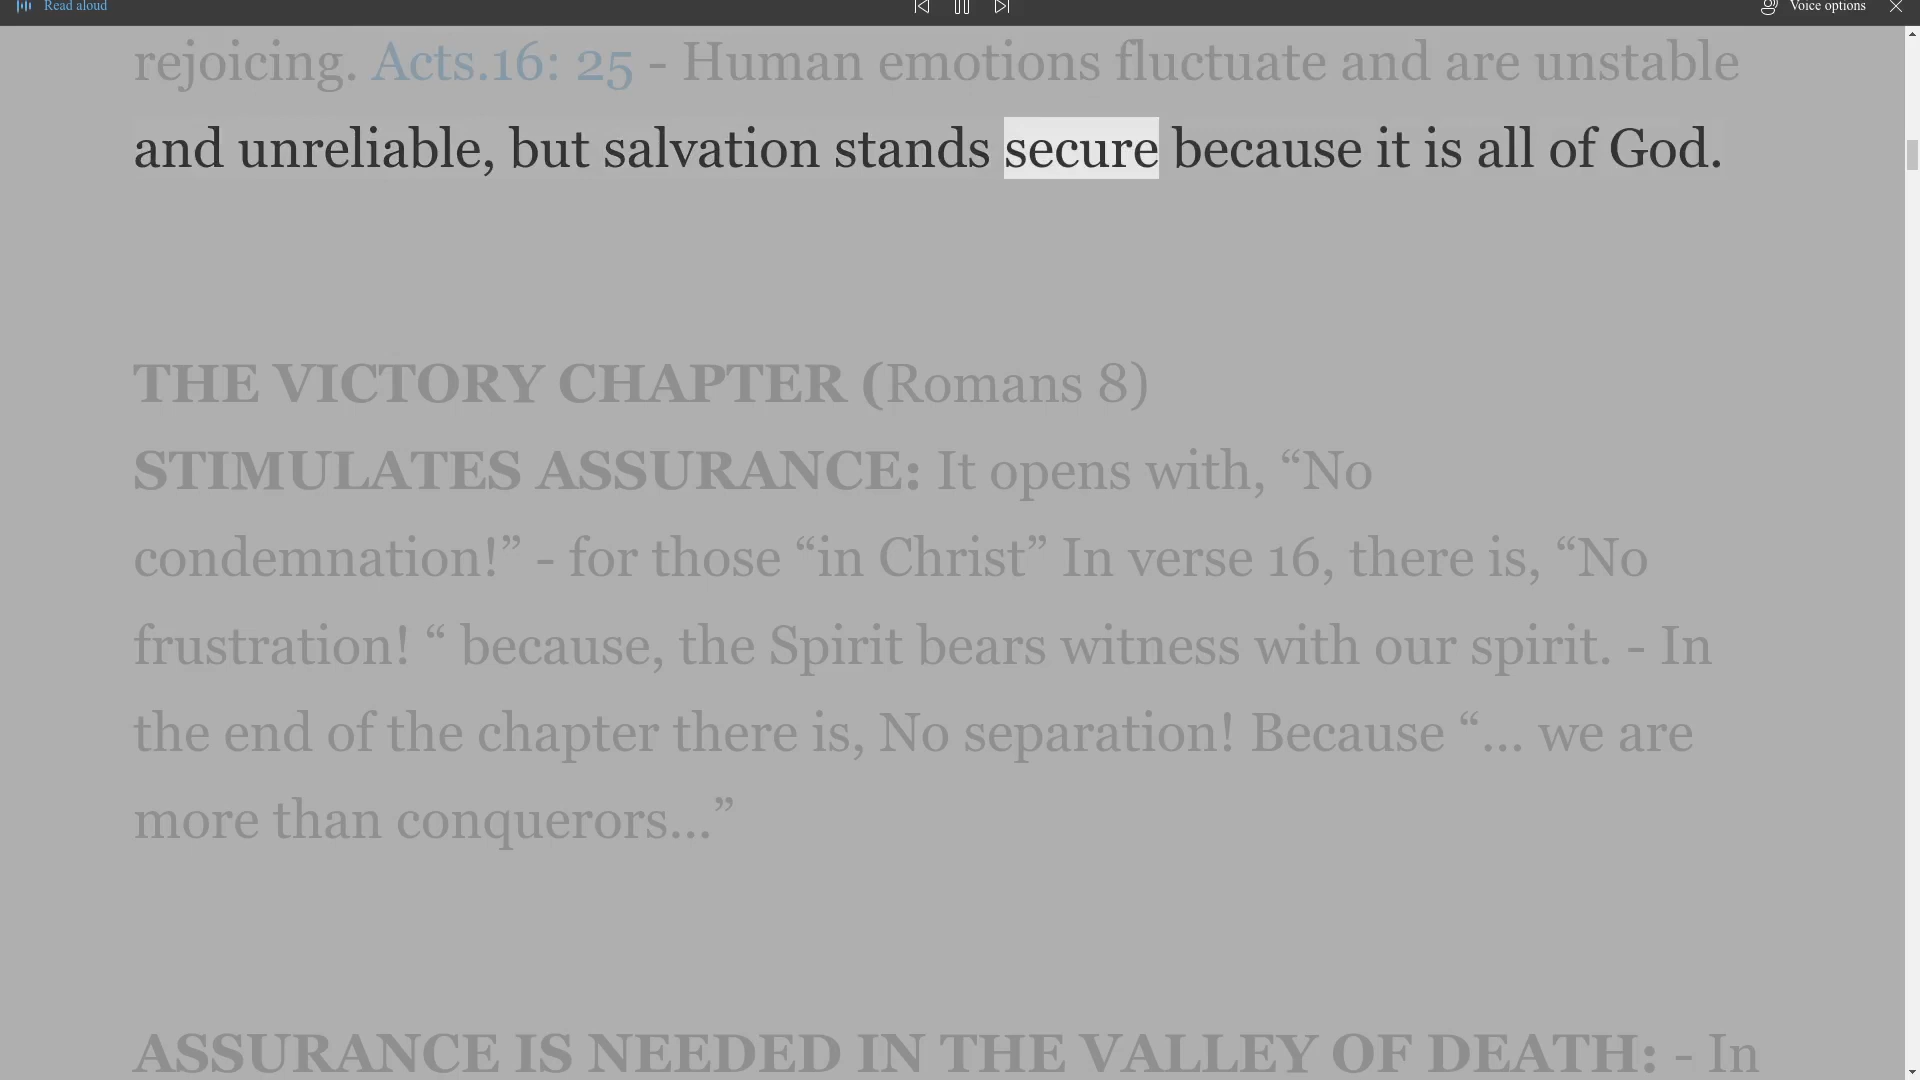 Read aloud
Voice options
rejoicing. Acts.16: 25 - Human emotions fluctuate and are unstable
and unreliable, but salvation stands secure because it is all of God.
THE VICTORY CHAPTER (Romans 8)
STIMULATES ASSURANCE: It opens with, “No
condemnation!” - for those “in Christ” In verse 16, there is, “No
frustration! “ because, the Spirit bears witness with our spirit. - In
the end of the chapter there is, No separation! Because “... we are
more than conquerors...”
ASSURANCE IS NEEDED IN THE VALLEY OF DEATH: - In